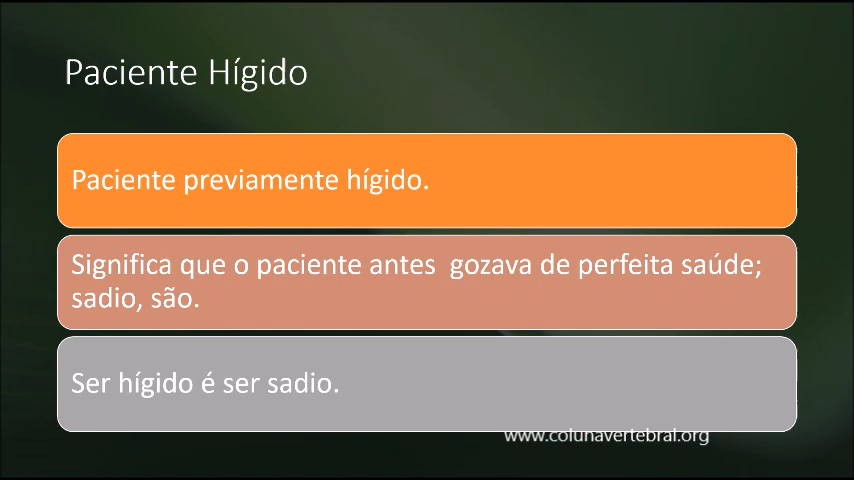 Paciente Hígido
Paciente previamente hígido.
Significa que o paciente antes  gozava de perfeita saúde;
sadio, são.
Ser hígido é ser sadio.
www.colunavertebral.org